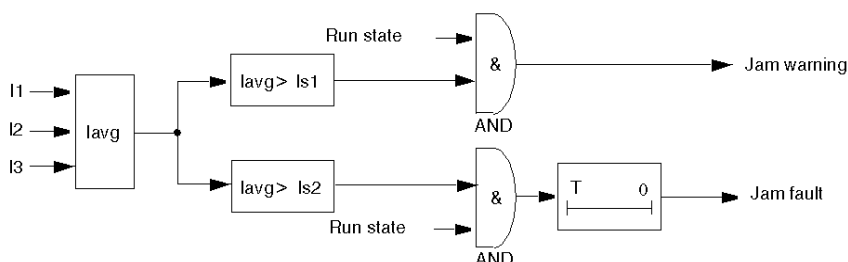 Run state
I1
I2
I3
Iavg
Iavg> Is1
&
AND
Jam warning
Iavg> Is2
Run state
&
AND
T 0
Jam fault